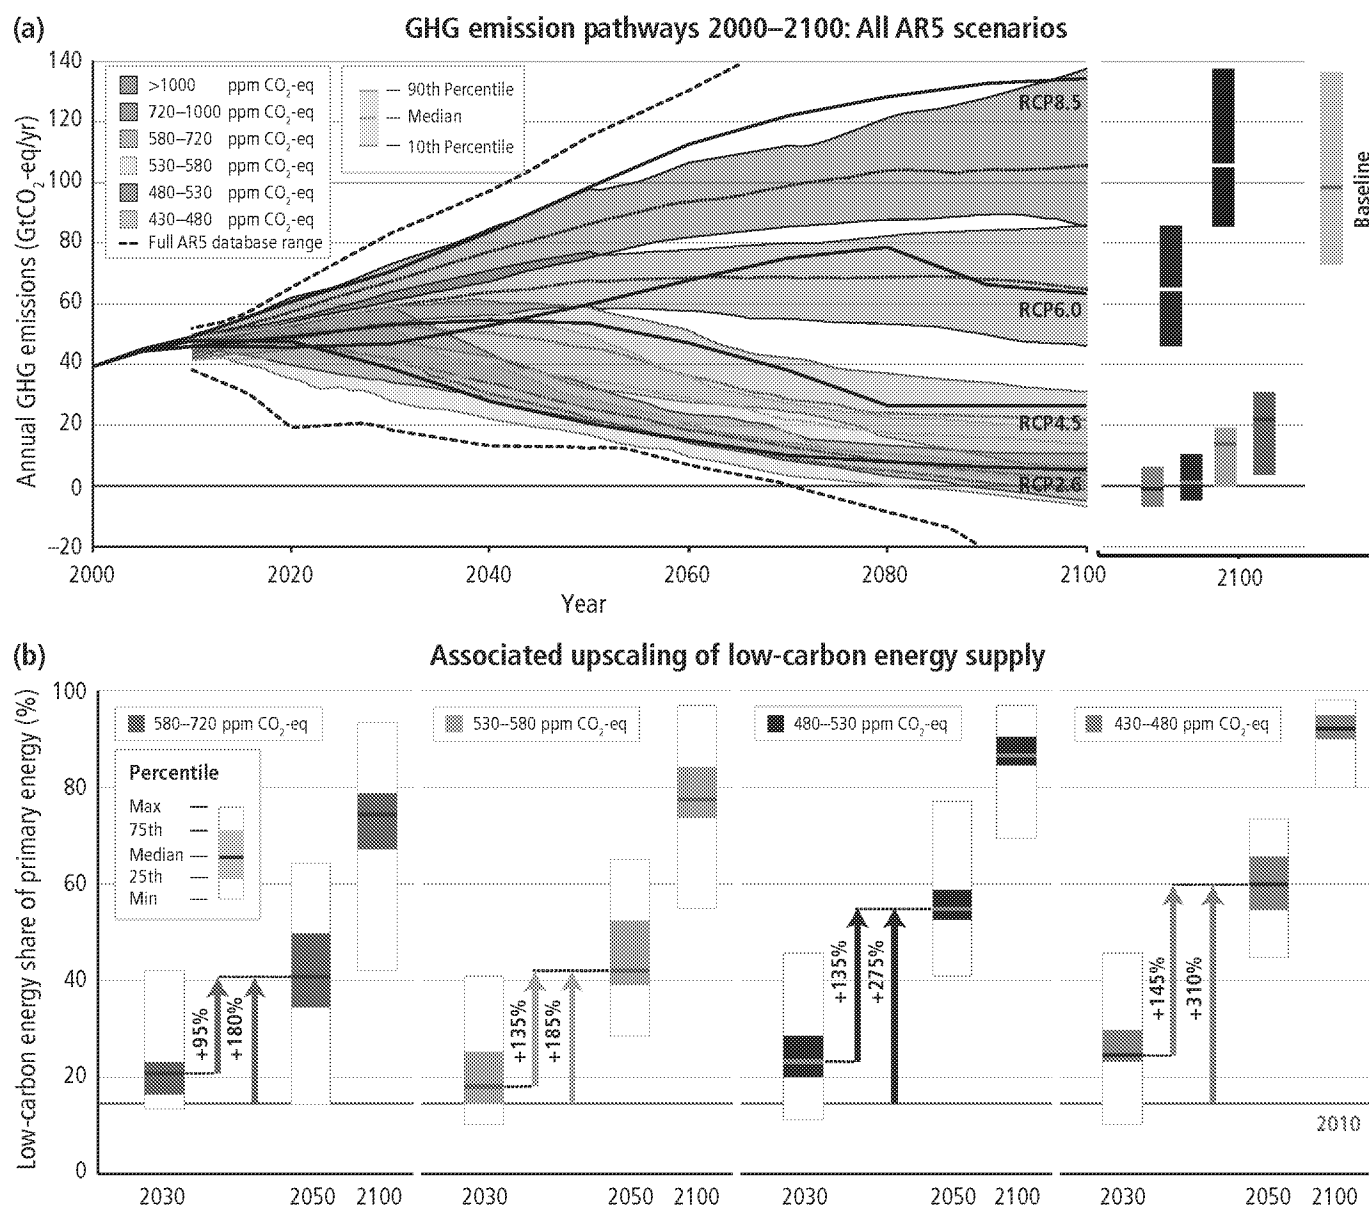 (a) GHG emission pathways 2000–2100: All AR5 scenarios
Annual GHG emissions (GtCO2-eq/yr)
140
120
100
80
60
40
20
0
–20
>1000 ppm CO2-eq
720–1000 ppm CO2-eq
580–720 ppm CO2-eq
530–580 ppm CO2-eq
480–530 ppm CO2-eq
430–480 ppm CO2-eq
Full AR5 database range
90th Percentile
Median
10th Percentile
RCP8.5
RCP6.0
RCP4.5
RCP2.6
Baseline
2000 2020 2040 2060 2080 2100 2100
Year
(b) Associated upscaling of low-carbon energy supply
Low-carbon energy share of primary energy (%)
100
80
60
40
20
0
580–720 ppm CO2-eq
530–580 ppm CO2-eq
480–530 ppm CO2-eq
430–480 ppm CO2-eq
Percentile
Max
75th
Median
25th
Min
+95%
+180%
+135%
+185%
+135%
+275%
+145%
+310%
2010
2030 2050 2100 2030 2050 2100 2030 2050 2100 2030 2050 2100